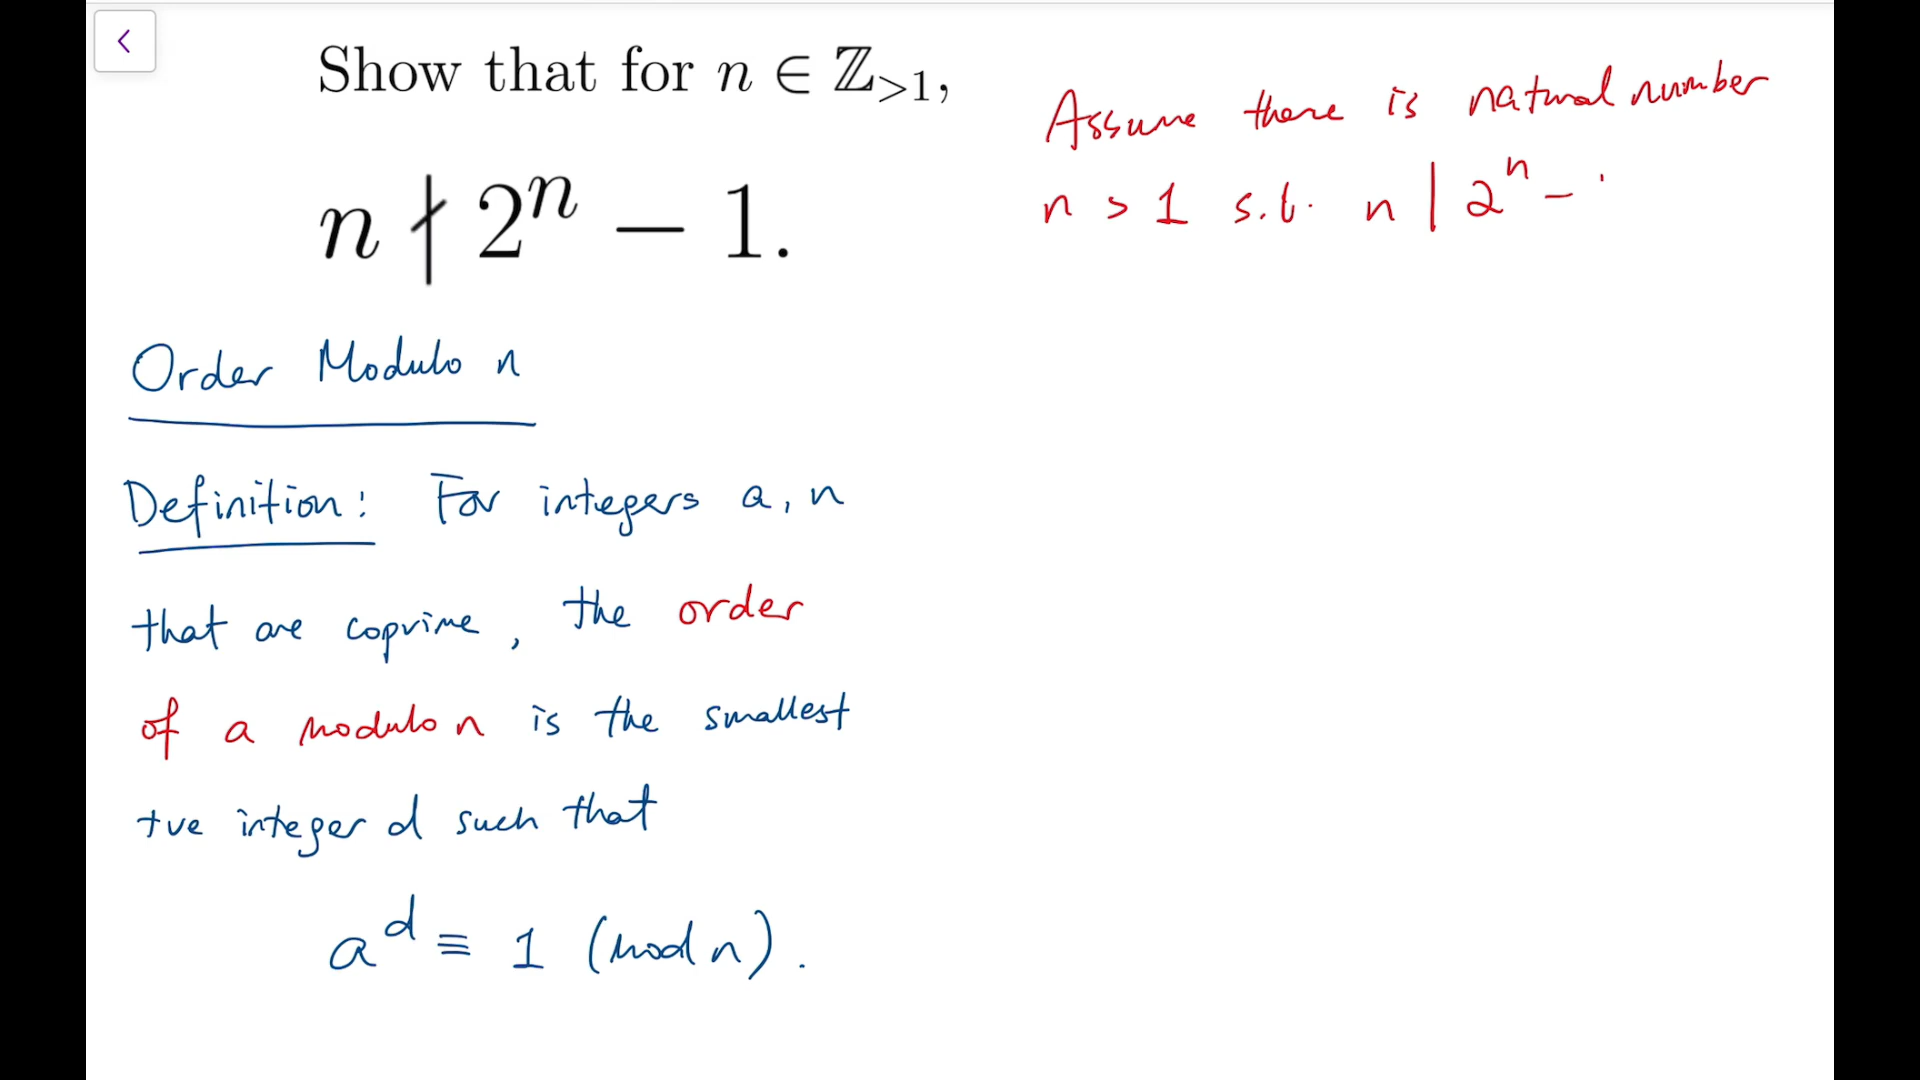 Show that for n ∈ ℤ>1,
n ∤ 2ⁿ − 1.
Order Modulo n
Definition: For integers a, n
that are coprime, the order
of a modulo n is the smallest
+ve integer d such that
aᵈ ≡ 1 (mod n).
Assume there is natural number
n > 1 s.t. n | 2ⁿ −